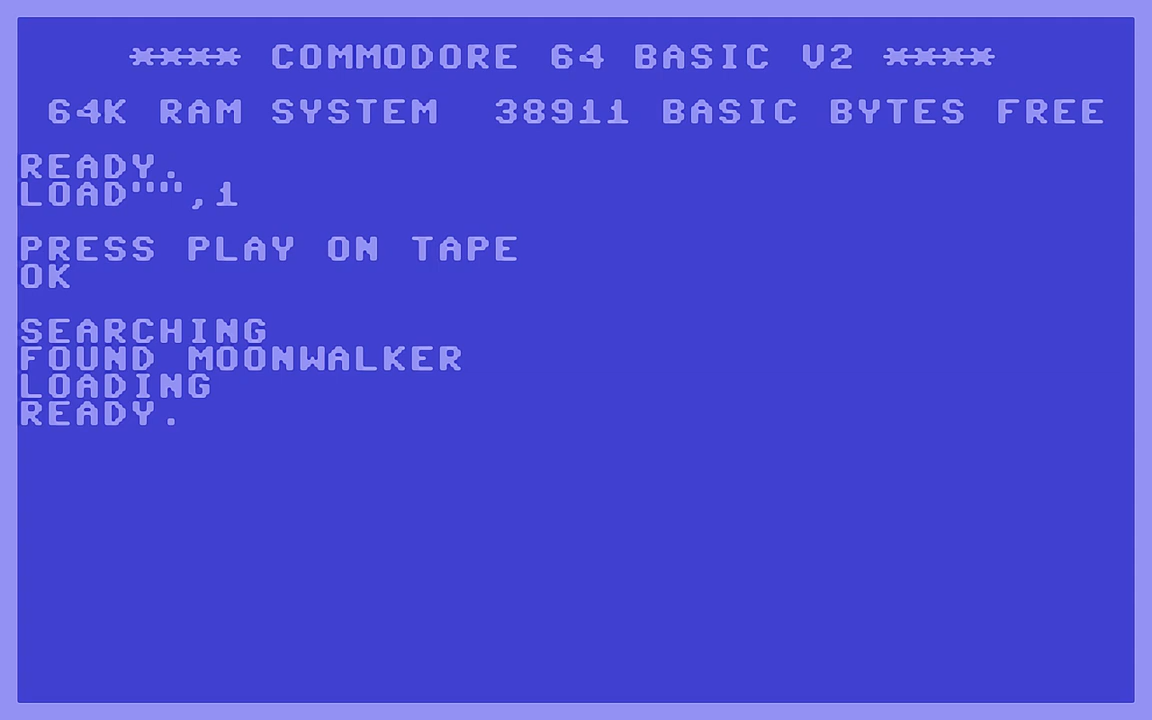 **** COMMODORE 64 BASIC V2 ****
64K RAM SYSTEM  38911 BASIC BYTES FREE
READY.
LOAD"",1
PRESS PLAY ON TAPE
OK
SEARCHING
FOUND MOONWALKER
LOADING
READY.